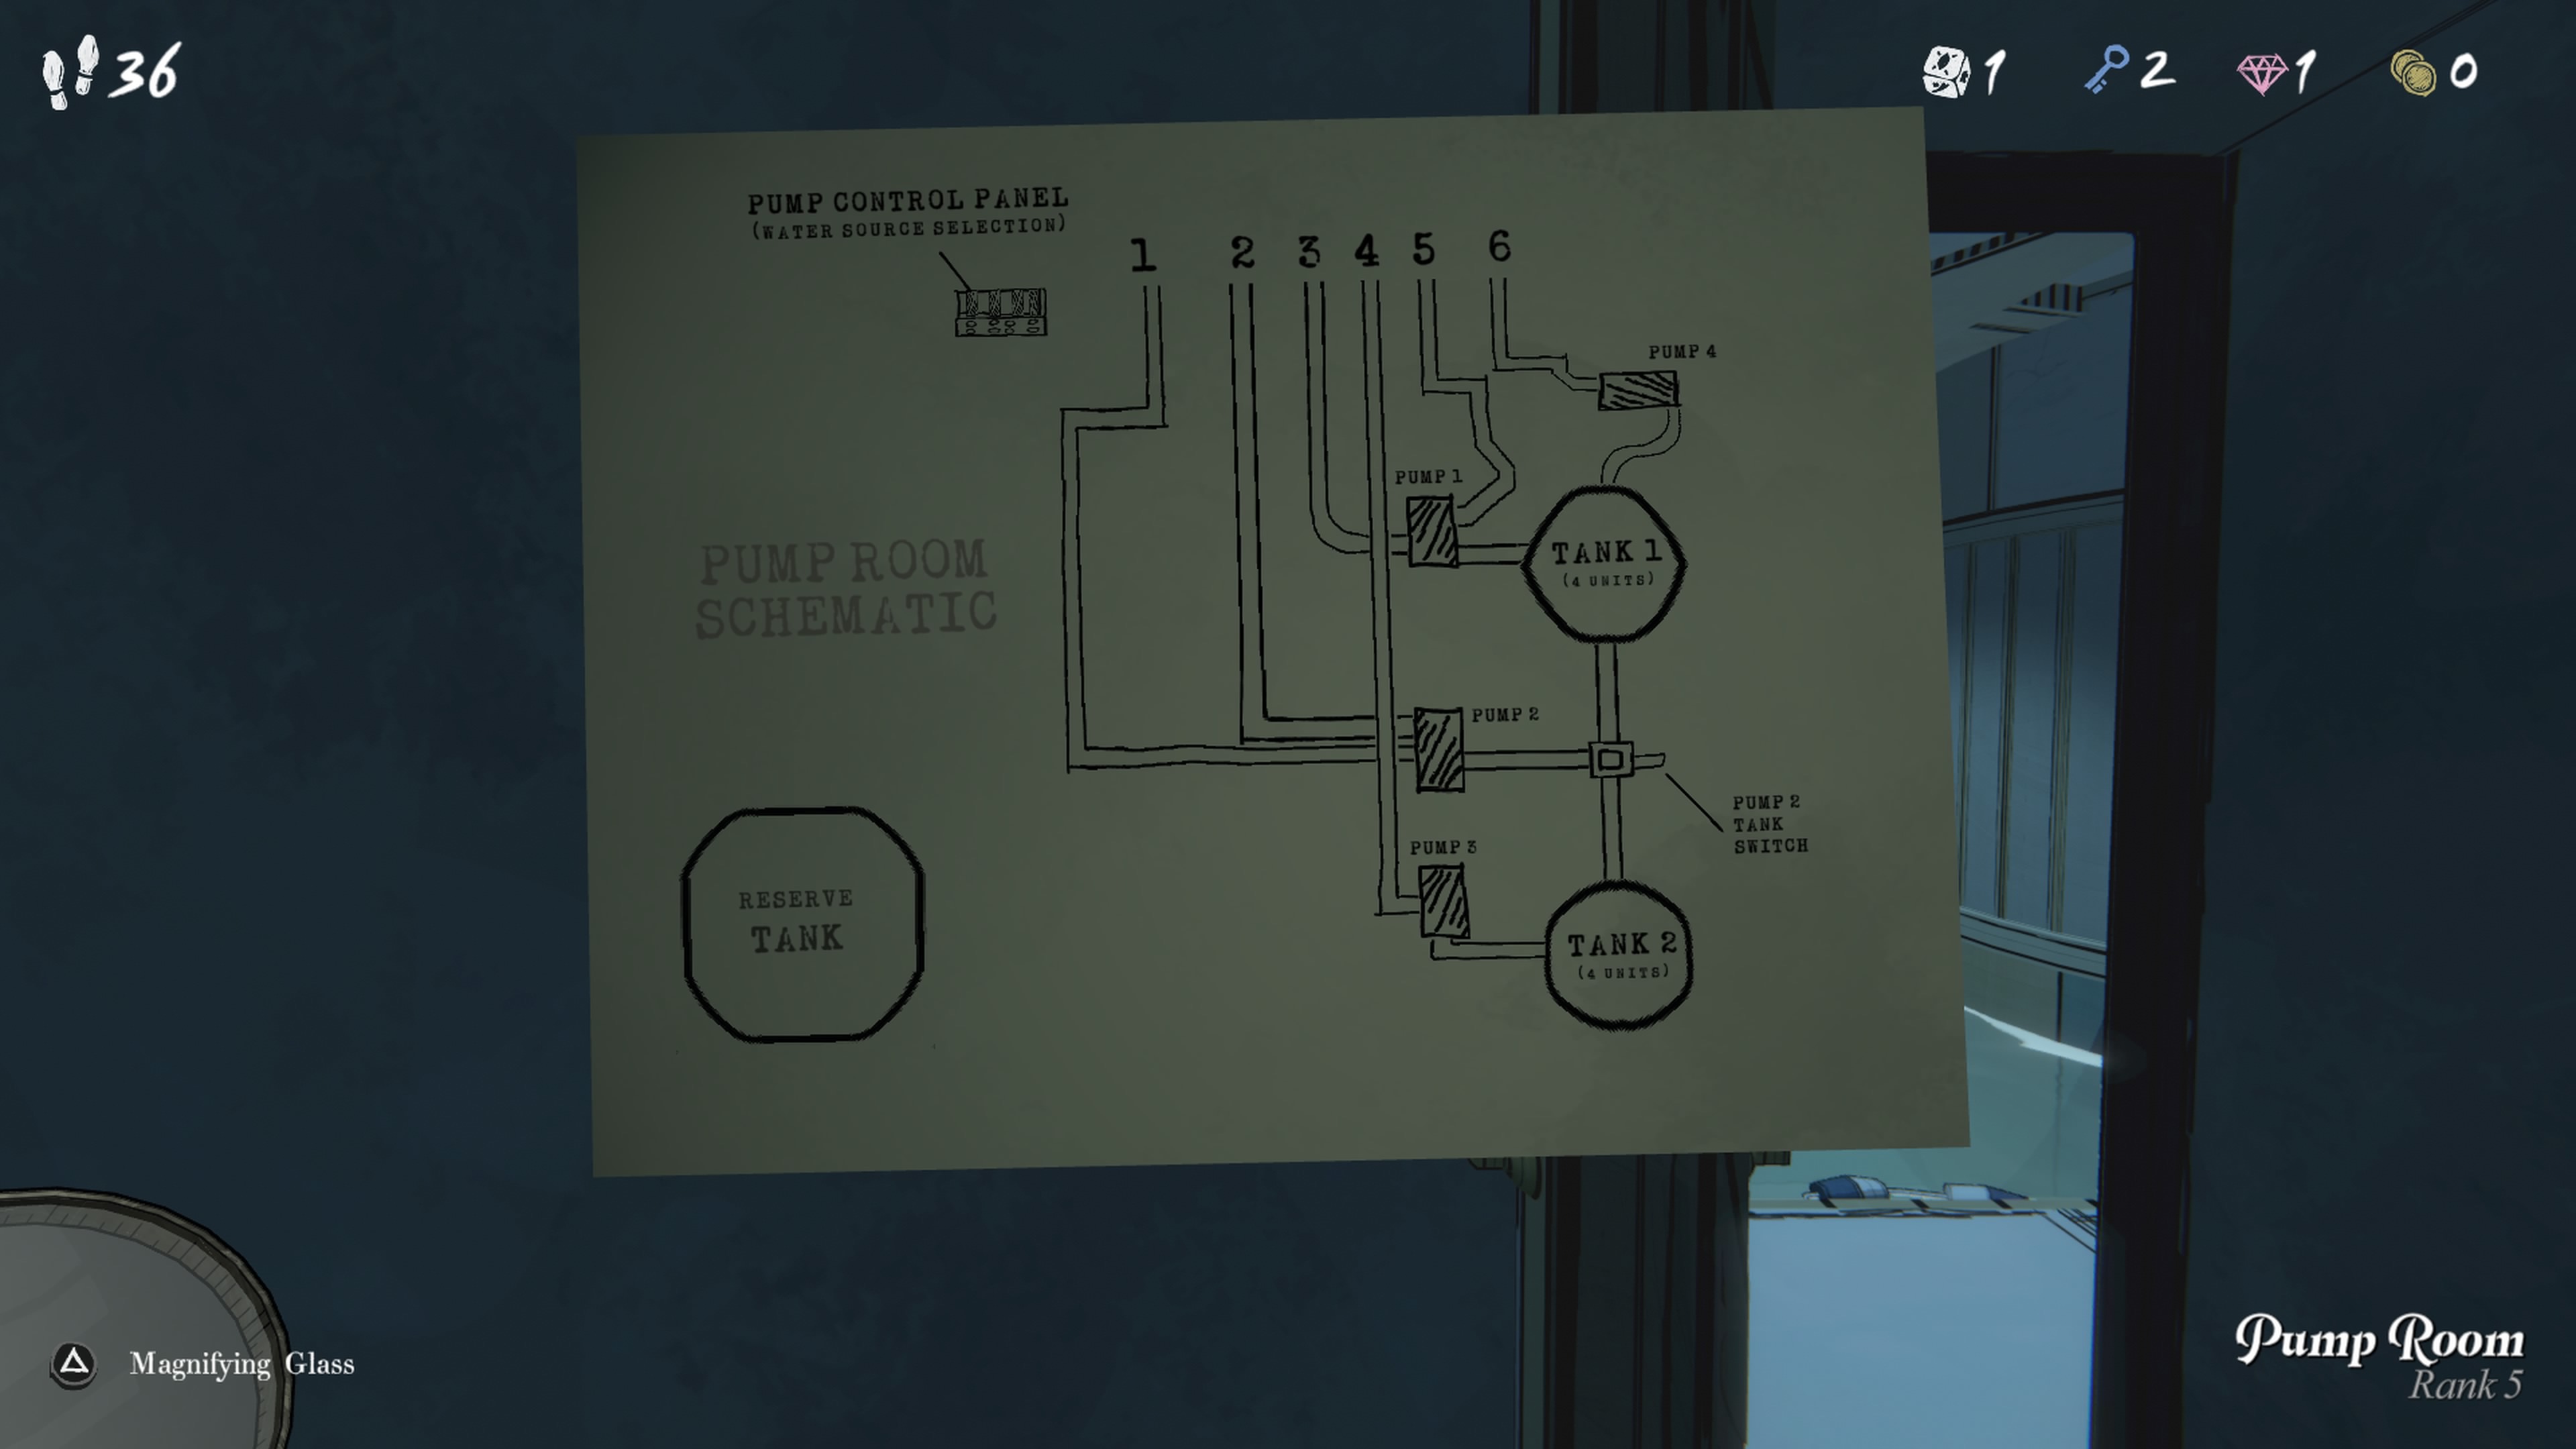 36
1
2
1
0
PUMP CONTROL PANEL
(WATER SOURCE SELECTION)
1 2 3 4 5 6
PUMP 4
PUMP 1
PUMP ROOM
SCHEMATIC
TANK 1
(4 UNITS)
PUMP 2
PUMP 2
TANK
SWITCH
PUMP 3
RESERVE
TANK
TANK 2
(4 UNITS)
Magnifying Glass
Pump Room
Rank 5